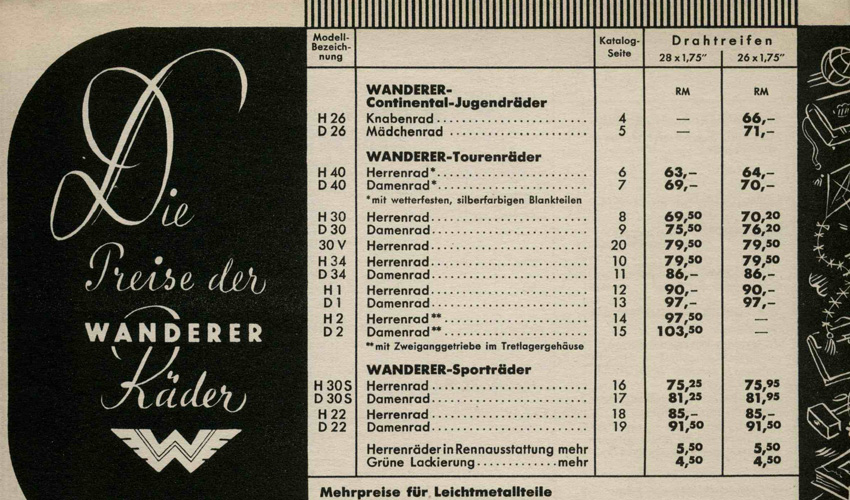 Die
Preise der
WANDERER
Räder
Modell-Bezeich-nung Katalog-Seite Drahtreifen
28 x 1,75" 26 x 1,75"
WANDERER- RM RM
Continental-Jugendräder
H 26 Knabenrad 4 — 66,–
D 26 Mädchenrad 5 — 71,–
WANDERER-Tourenräder
H 40 Herrenrad* 6 63,– 64,–
D 40 Damenrad* 7 69,– 70,–
*mit wetterfesten, silberfarbigen Blankteilen
H 30 Herrenrad 8 69,50 70,20
D 30 Damenrad 9 75,50 76,20
30 V Herrenrad 20 79,50 79,50
H 34 Herrenrad 10 79,50 79,50
D 34 Damenrad 11 86,– 86,–
H 1 Herrenrad 12 90,– 90,–
D 1 Damenrad 13 97,– 97,–
H 2 Herrenrad** 14 97,50 —
D 2 Damenrad** 15 103,50 —
**mit Zweiganggetriebe im Tretlagergehäuse
WANDERER-Sporträder
H 30 S Herrenrad 16 75,25 75,95
D 30 S Damenrad 17 81,25 81,95
H 22 Herrenrad 18 85,– 85,–
D 22 Damenrad 19 91,50 91,50
Herrenräder in Rennausstattung mehr 5,50 5,50
Grüne Lackierung mehr 4,50 4,50
Mehrpreise für Leichtmetallteile
W